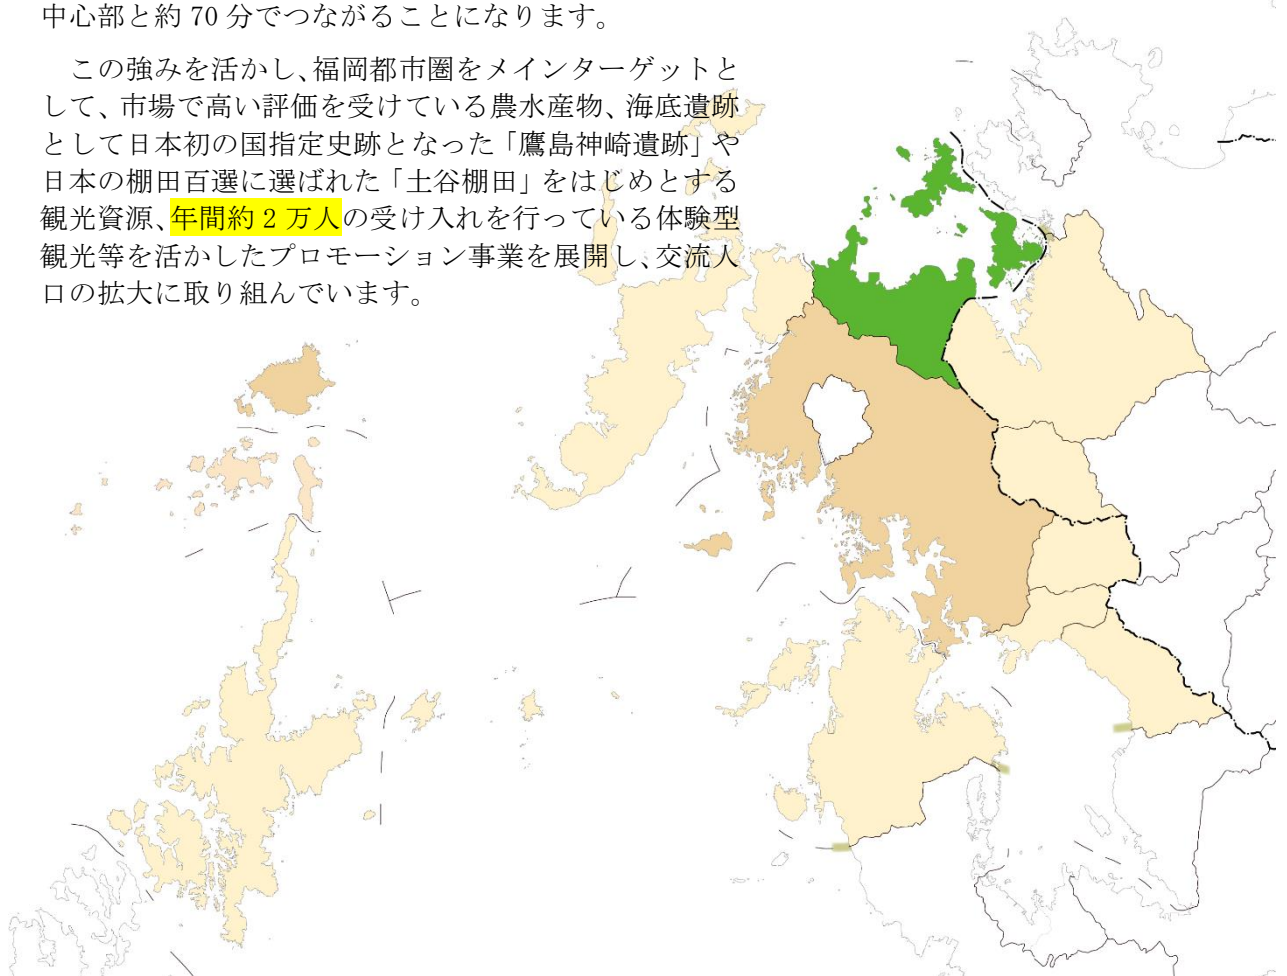 中心部と約 70 分でつながることになります。
この強みを活かし、福岡都市圏をメインターゲットと
して、市場で高い評価を受けている農水産物、海底遺跡
として日本初の国指定史跡となった「鷹島神崎遺跡」や
日本の棚田百選に選ばれた「土谷棚田」をはじめとする
観光資源、年間約 2 万人の受け入れを行っている体験型
観光等を活かしたプロモーション事業を展開し、交流人
口の拡大に取り組んでいます。